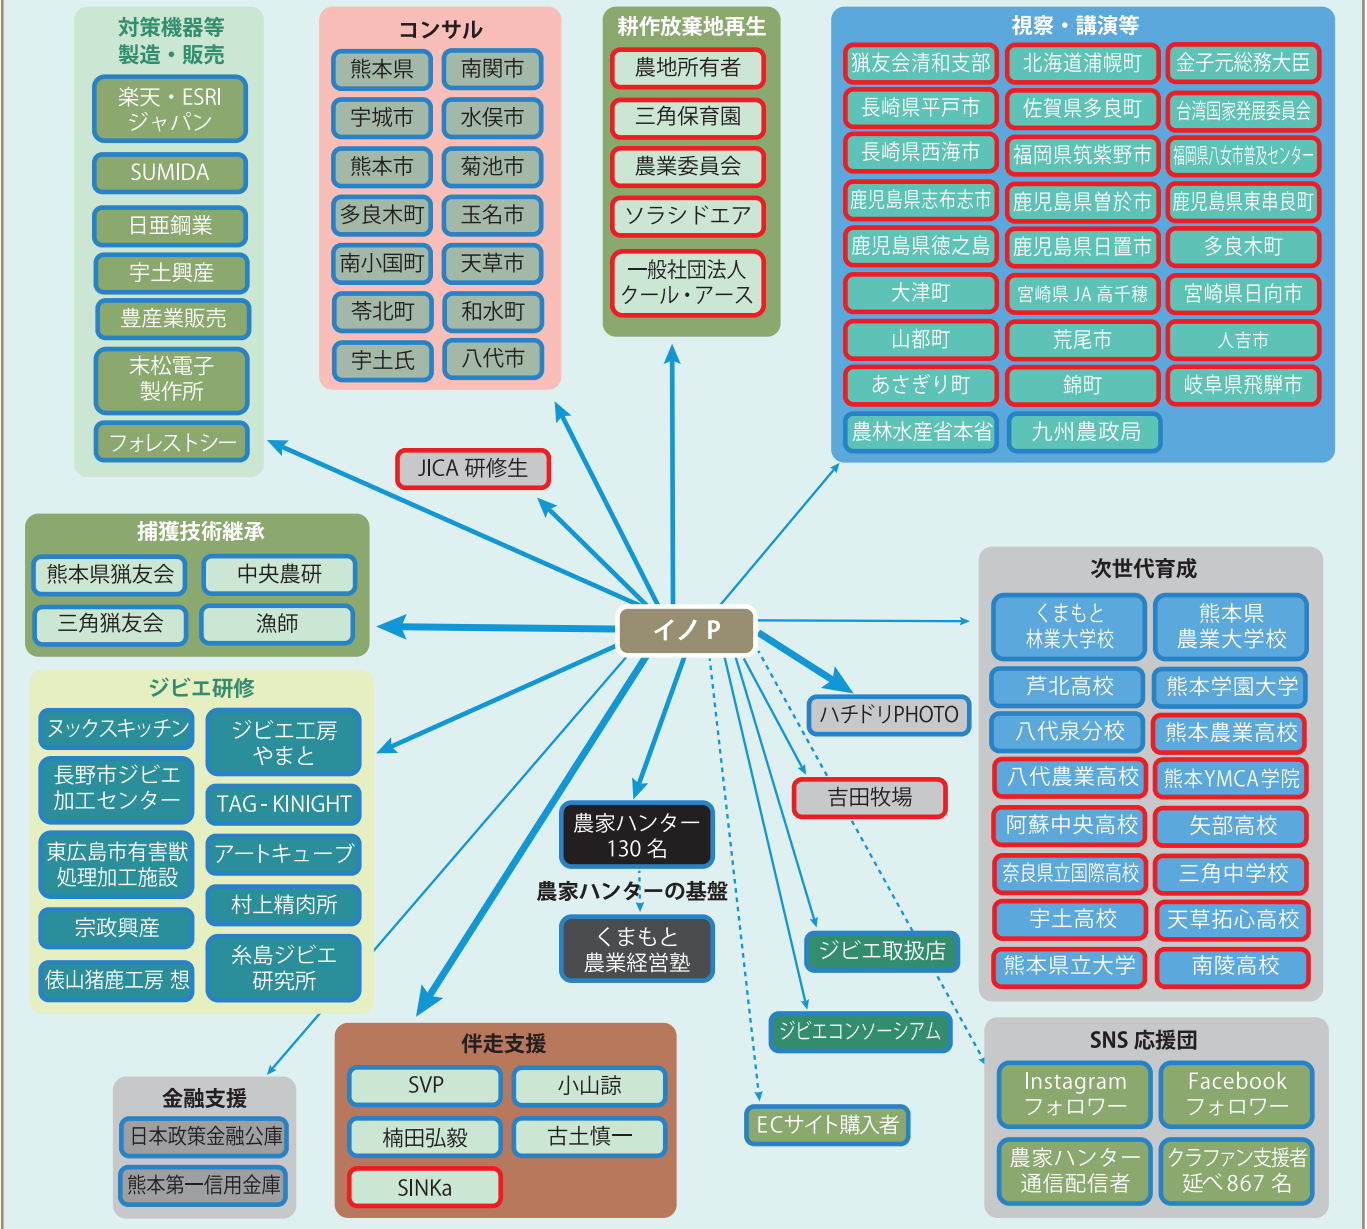 対策機器等
製造・販売
楽天・ESRI
ジャパン
SUMIDA
日亜鋼業
宇土興産
豊産業販売
末松電子
製作所
フォレストシー
コンサル
熊本県
南関市
宇城市
水俣市
熊本市
菊池市
多良木町
玉名市
南小国町
天草市
苓北町
和水町
宇土氏
八代市
耕作放棄地再生
農地所有者
三角保育園
農業委員会
ソラシドエア
一般社団法人
クール・アース
視察・講演等
猟友会清和支部
北海道浦幌町
金子元総務大臣
長崎県平戸市
佐賀県多良町
台湾国家発展委員会
長崎県西海市
福岡県筑紫野市
福岡県八女市普及センター
鹿児島県志布志市
鹿児島県曽於市
鹿児島県東串良町
鹿児島県徳之島
鹿児島県日置市
多良木町
大津町
宮崎県 JA 高千穂
宮崎県日向市
山都町
荒尾市
人吉市
あさぎり町
錦町
岐阜県飛騨市
農林水産省本省
九州農政局
JICA 研修生
捕獲技術継承
熊本県猟友会
中央農研
三角猟友会
漁師
イノ P
ジビエ研修
ヌックスキッチン
ジビエ工房
やまと
長野市ジビエ
加工センター
TAG - KINIGHT
東広島市有害獣
処理加工施設
アートキューブ
宗政興産
村上精肉所
俵山猪鹿工房 想
糸島ジビエ
研究所
次世代育成
くまもと
林業大学校
熊本県
農業大学校
芦北高校
熊本学園大学
八代泉分校
熊本農業高校
八代農業高校
熊本YMCA学院
阿蘇中央高校
矢部高校
奈良県立国際高校
三角中学校
宇土高校
天草拓心高校
熊本県立大学
南陵高校
ハチドリPHOTO
吉田牧場
農家ハンター
130 名
農家ハンターの基盤
くまもと
農業経営塾
ジビエ取扱店
ジビエコンソーシアム
ECサイト購入者
金融支援
日本政策金融公庫
熊本第一信用金庫
伴走支援
SVP
小山諒
楠田弘毅
古土慎一
SINKa
SNS 応援団
Instagram
フォロワー
Facebook
フォロワー
農家ハンター
通信配信者
クラファン支援者
延べ 867 名